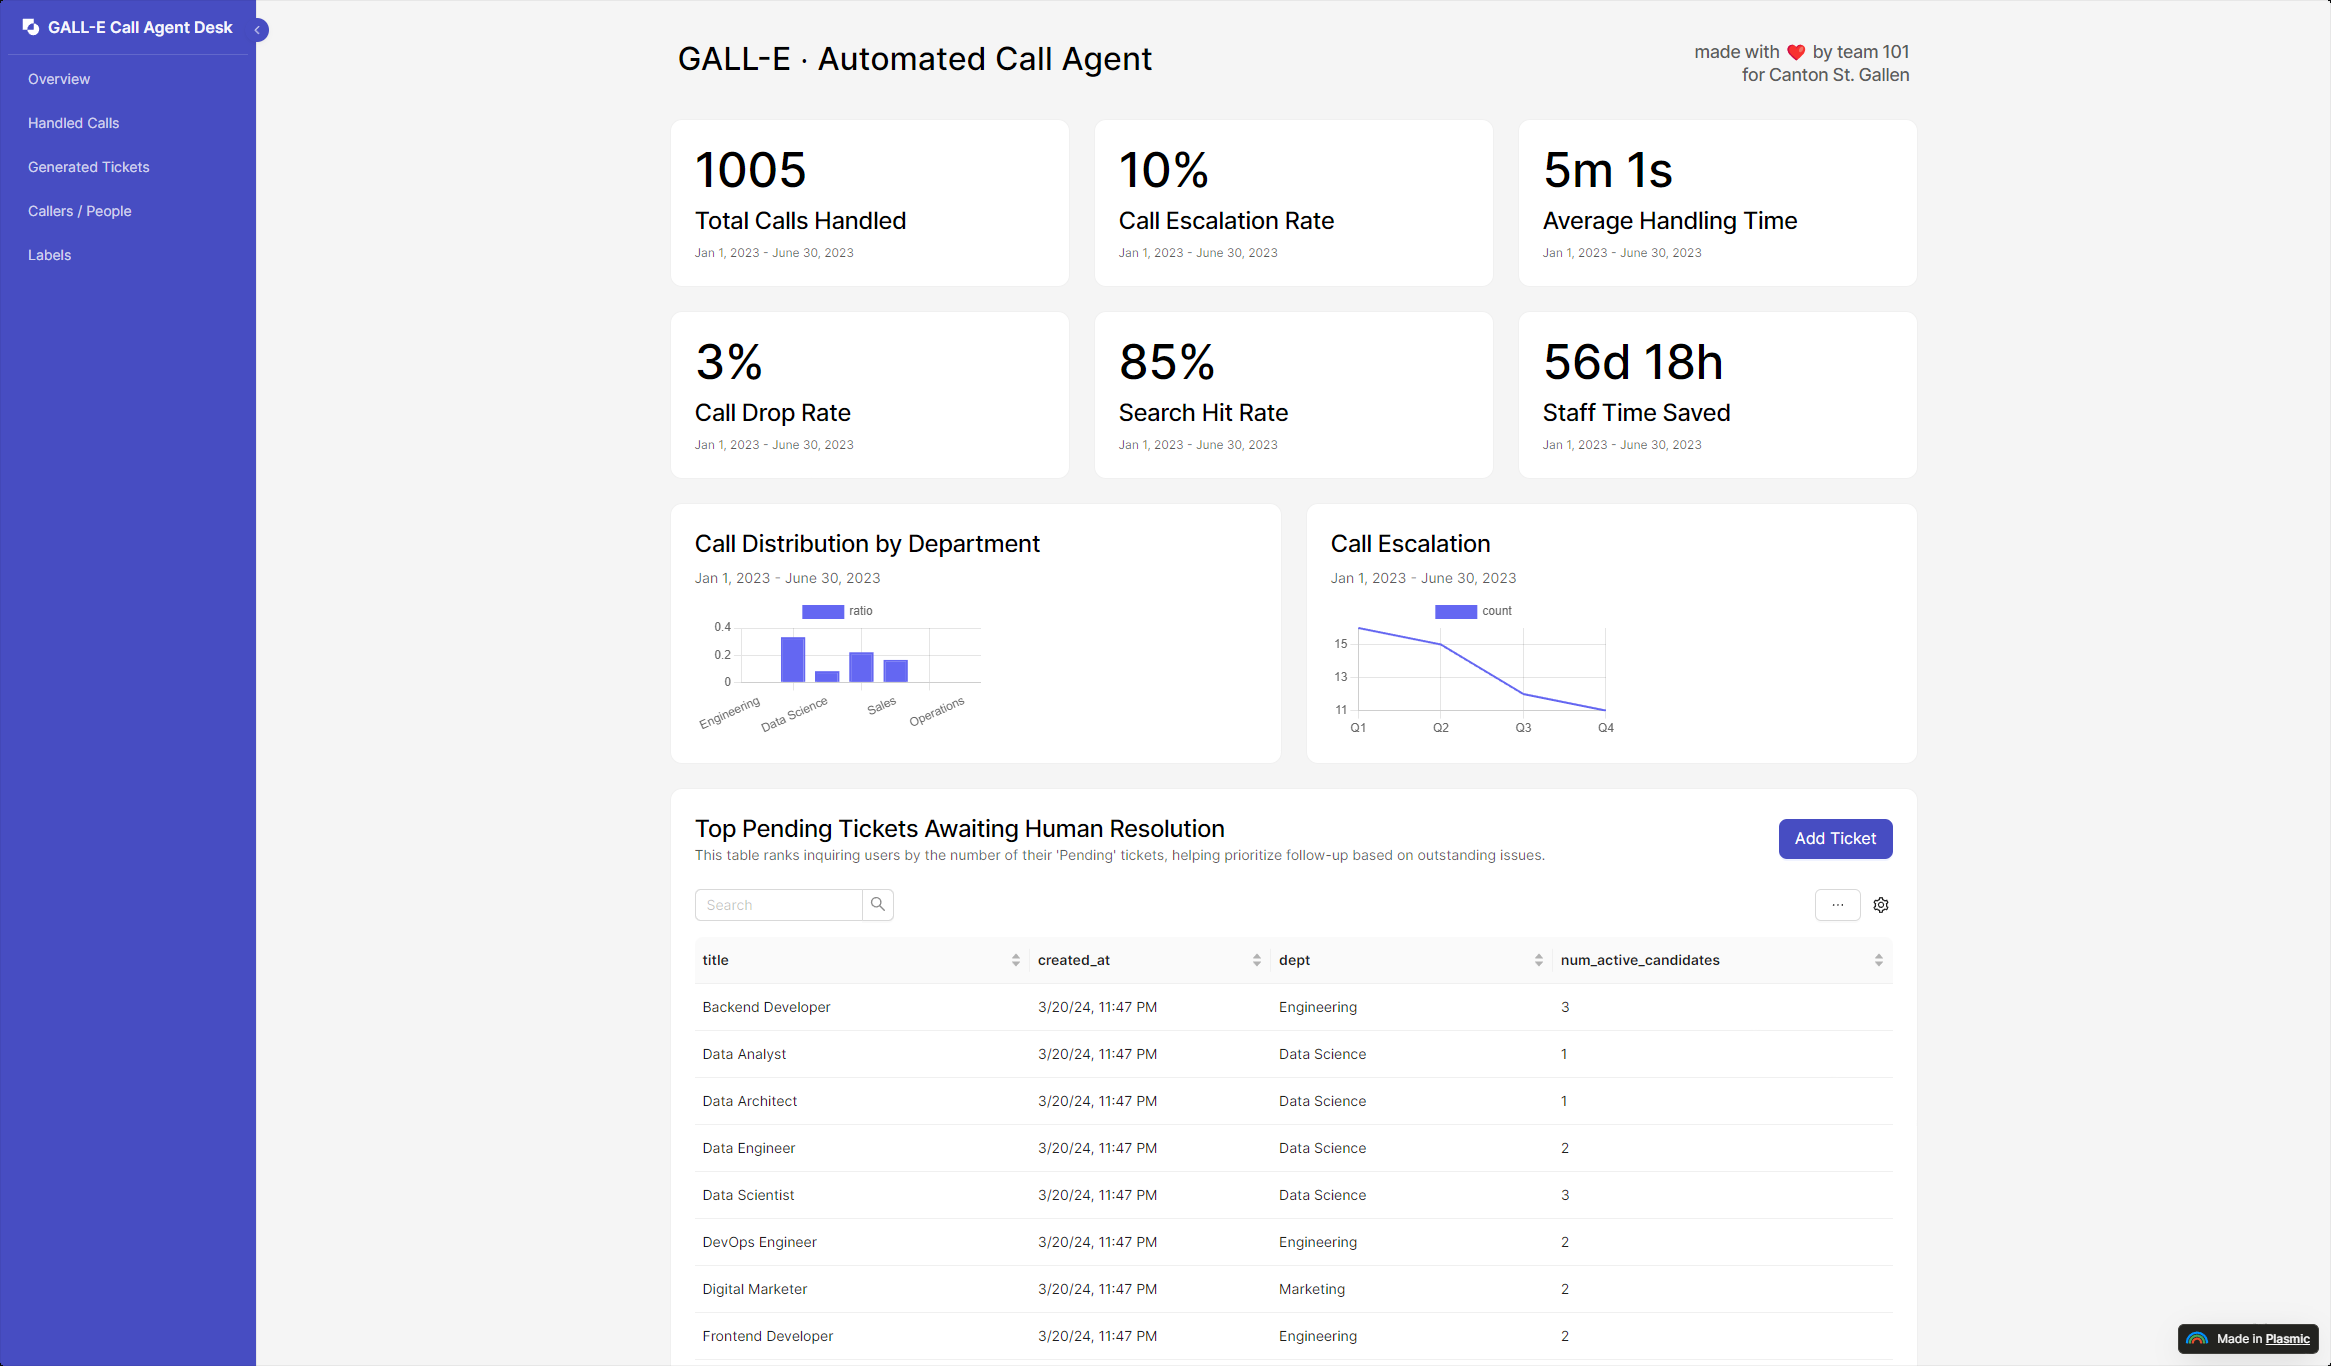 GALL-E Call Agent Desk
Overview
Handled Calls
Generated Tickets
Callers / People
Labels
GALL-E · Automated Call Agent
made with ❤️ by team 101
for Canton St. Gallen
1005
Total Calls Handled
Jan 1, 2023 - June 30, 2023
10%
Call Escalation Rate
Jan 1, 2023 - June 30, 2023
5m 1s
Average Handling Time
Jan 1, 2023 - June 30, 2023
3%
Call Drop Rate
Jan 1, 2023 - June 30, 2023
85%
Search Hit Rate
Jan 1, 2023 - June 30, 2023
56d 18h
Staff Time Saved
Jan 1, 2023 - June 30, 2023
Call Distribution by Department
Jan 1, 2023 - June 30, 2023
ratio
0.4
0.2
0
Engineering
Data Science
Sales
Operations
Call Escalation
Jan 1, 2023 - June 30, 2023
count
15
13
11
Q1 Q2 Q3 Q4
Top Pending Tickets Awaiting Human Resolution
This table ranks inquiring users by the number of their 'Pending' tickets, helping prioritize follow-up based on outstanding issues.
Add Ticket
Search
···
title created_at dept num_active_candidates
Backend Developer 3/20/24, 11:47 PM Engineering 3
Data Analyst 3/20/24, 11:47 PM Data Science 1
Data Architect 3/20/24, 11:47 PM Data Science 1
Data Engineer 3/20/24, 11:47 PM Data Science 2
Data Scientist 3/20/24, 11:47 PM Data Science 3
DevOps Engineer 3/20/24, 11:47 PM Engineering 2
Digital Marketer 3/20/24, 11:47 PM Marketing 2
Frontend Developer 3/20/24, 11:47 PM Engineering 2
Made in Plasmic